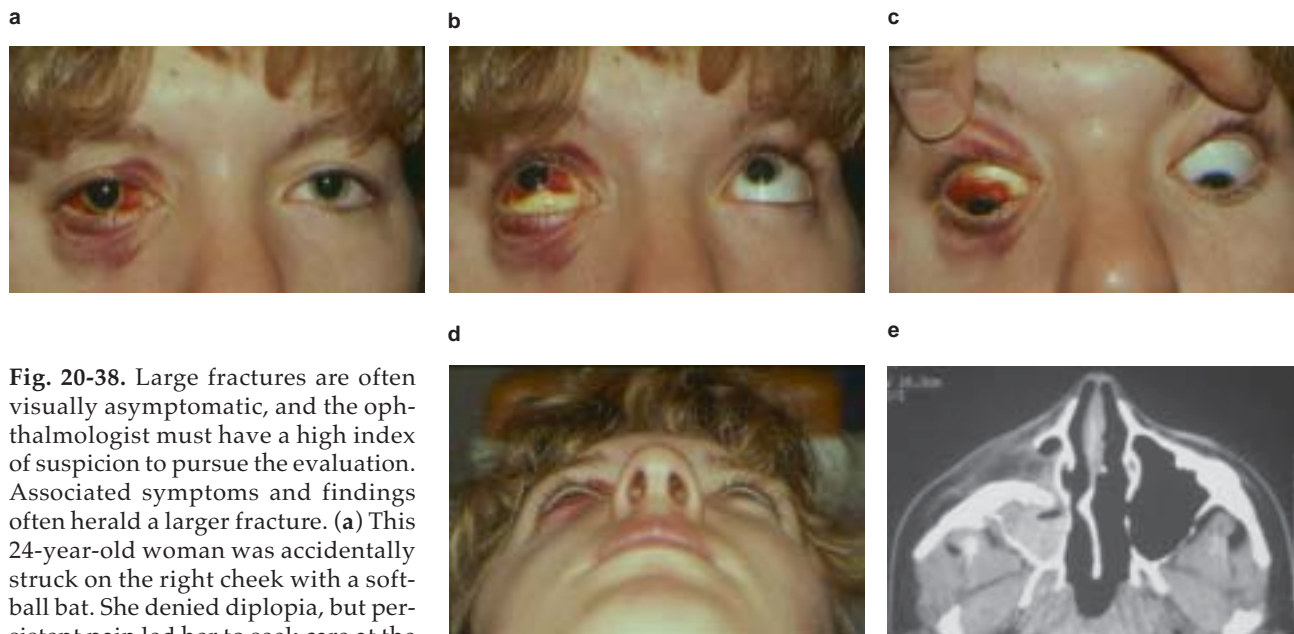 a
b
c
d
e
Fig. 20-38. Large fractures are often
visually asymptomatic, and the oph-
thalmologist must have a high index
of suspicion to pursue the evaluation.
Associated symptoms and findings
often herald a larger fracture. (a) This
24-year-old woman was accidentally
struck on the right cheek with a soft-
ball bat. She denied diplopia, but per-